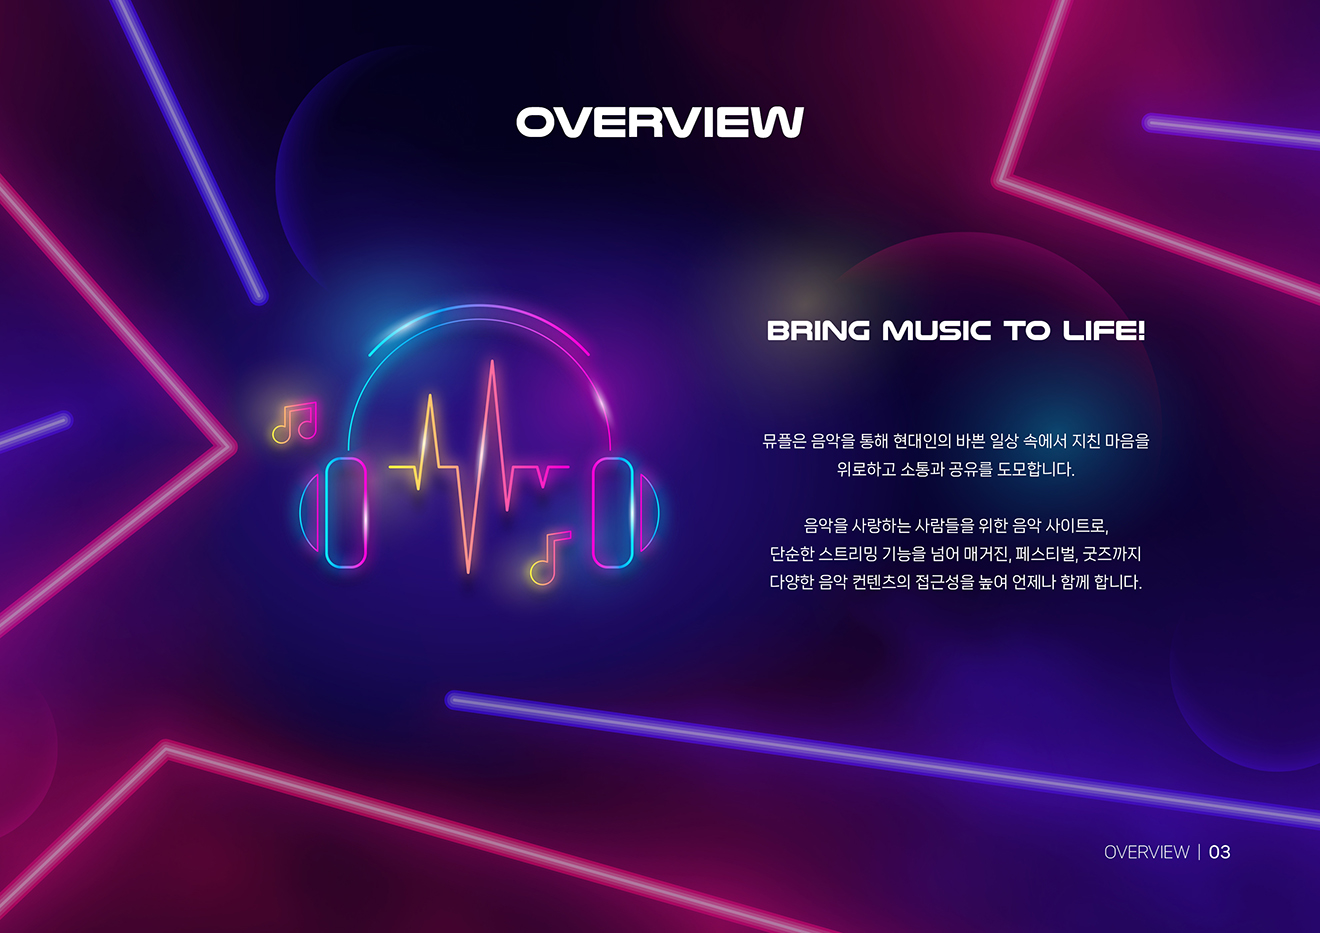 OVERVIEW
BRING MUSIC TO LIFE!
뮤플은 음악을 통해 현대인의 바쁜 일상 속에서 지친 마음을
위로하고 소통과 공유를 도모합니다.
음악을 사랑하는 사람들을 위한 음악 사이트로,
단순한 스트리밍 기능을 넘어 매거진, 페스티벌, 굿즈까지
다양한 음악 컨텐츠의 접근성을 높여 언제나 함께 합니다.
OVERVIEW | 03